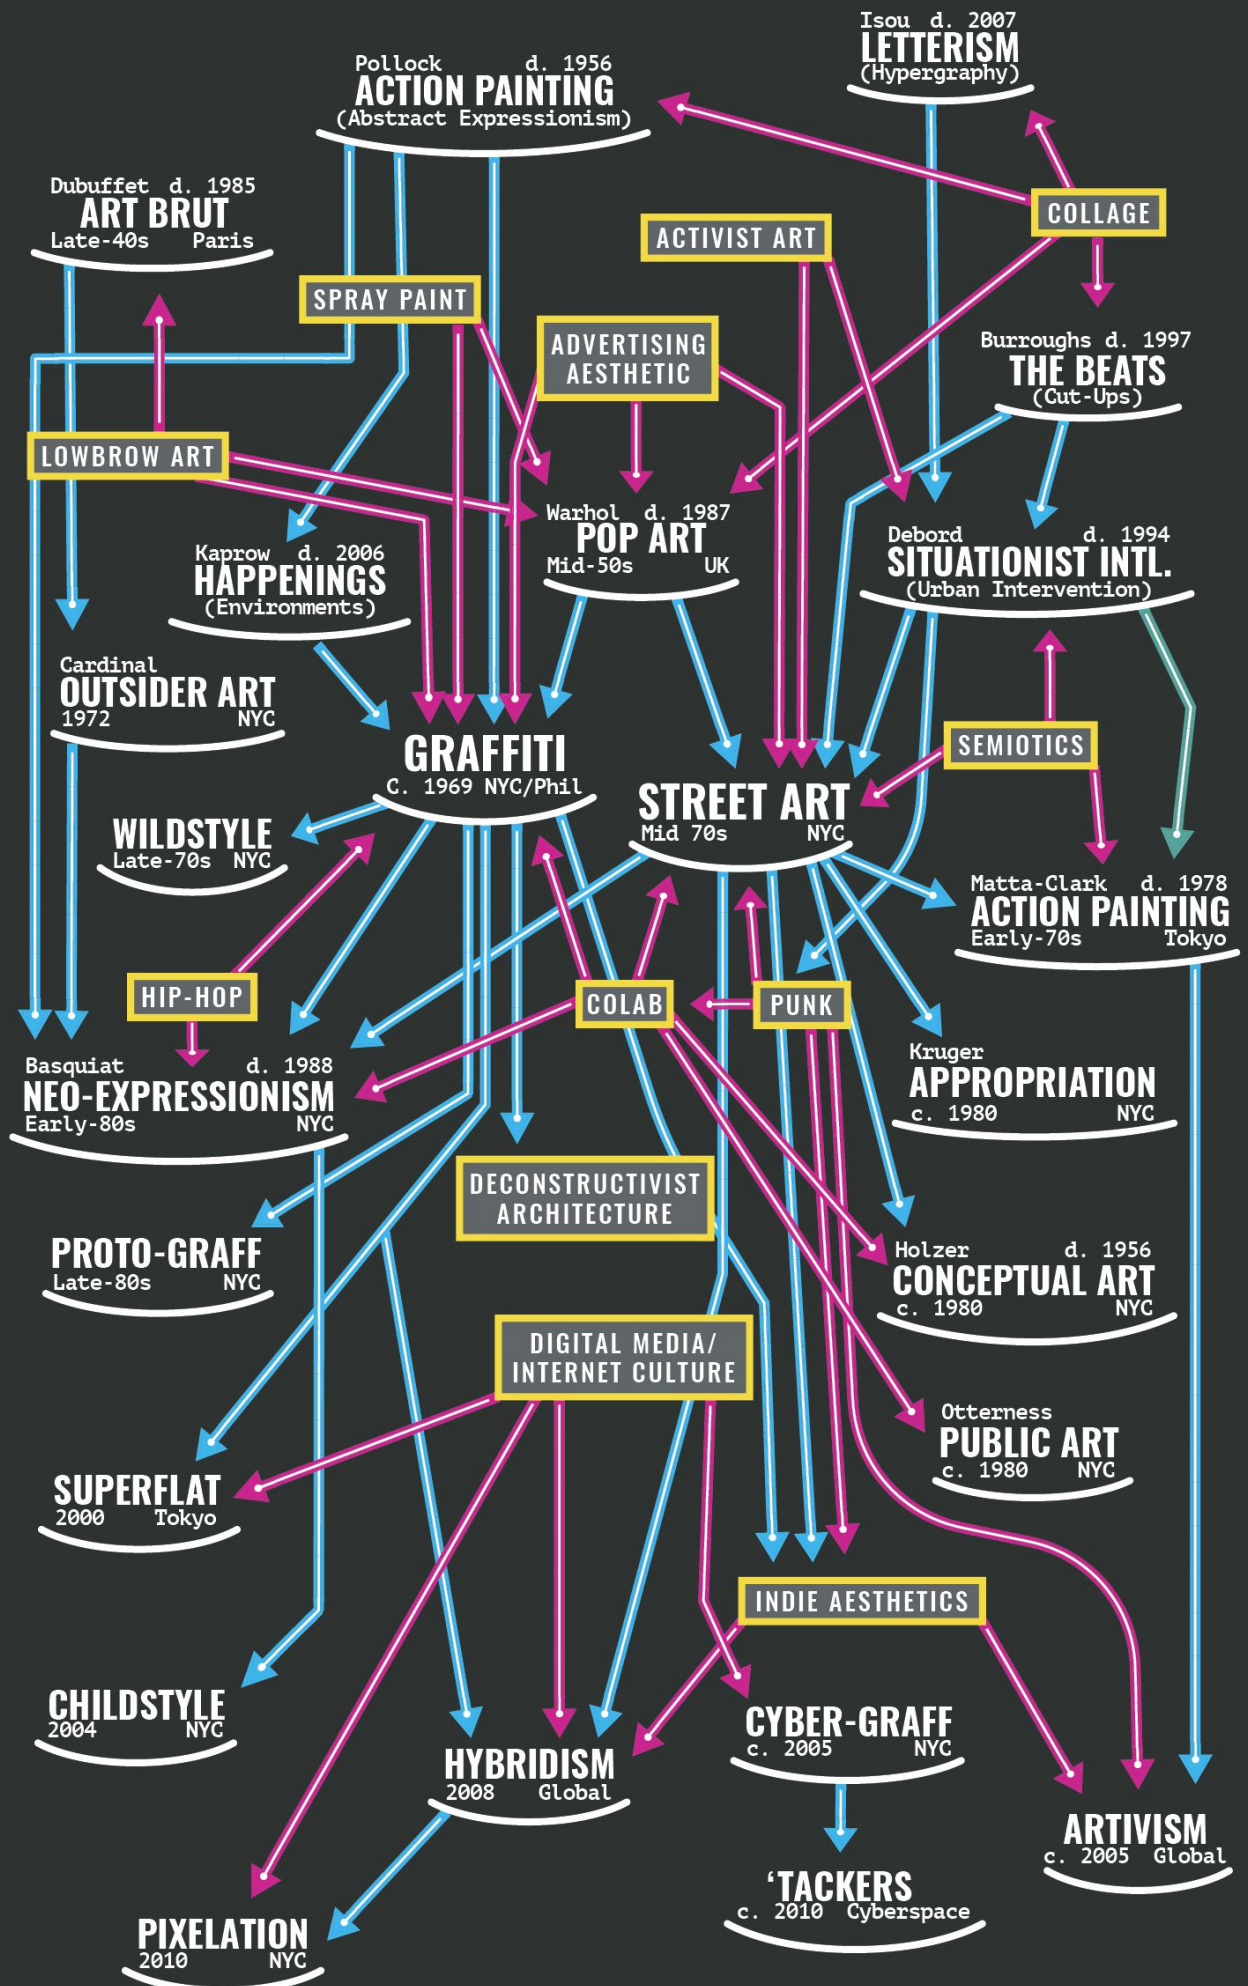 Isou d. 2007
LETTERISM
(Hypergraphy)
Pollock d. 1956
ACTION PAINTING
(Abstract Expressionism)
Dubuffet d. 1985
ART BRUT
Late-40s Paris
COLLAGE
ACTIVIST ART
SPRAY PAINT
ADVERTISING
AESTHETIC
Burroughs d. 1997
THE BEATS
(Cut-Ups)
LOWBROW ART
Warhol d. 1987
POP ART
Mid-50s UK
Debord d. 1994
SITUATIONIST INTL.
(Urban Intervention)
Kaprow d. 2006
HAPPENINGS
(Environments)
Cardinal
OUTSIDER ART
1972 NYC
GRAFFITI
C. 1969 NYC/Phil
SEMIOTICS
STREET ART
Mid 70s NYC
WILDSTYLE
Late-70s NYC
Matta-Clark d. 1978
ACTION PAINTING
Early-70s Tokyo
HIP-HOP
COLAB
PUNK
Basquiat d. 1988
NEO-EXPRESSIONISM
Early-80s NYC
Kruger
APPROPRIATION
c. 1980 NYC
DECONSTRUCTIVIST
ARCHITECTURE
PROTO-GRAFF
Late-80s NYC
Holzer d. 1956
CONCEPTUAL ART
c. 1980 NYC
DIGITAL MEDIA/
INTERNET CULTURE
Otterness
PUBLIC ART
c. 1980 NYC
SUPERFLAT
2000 Tokyo
INDIE AESTHETICS
CHILDSTYLE
2004 NYC
CYBER-GRAFF
c. 2005 NYC
HYBRIDISM
2008 Global
ARTIVISM
c. 2005 Global
‘TACKERS
c. 2010 Cyberspace
PIXELATION
2010 NYC